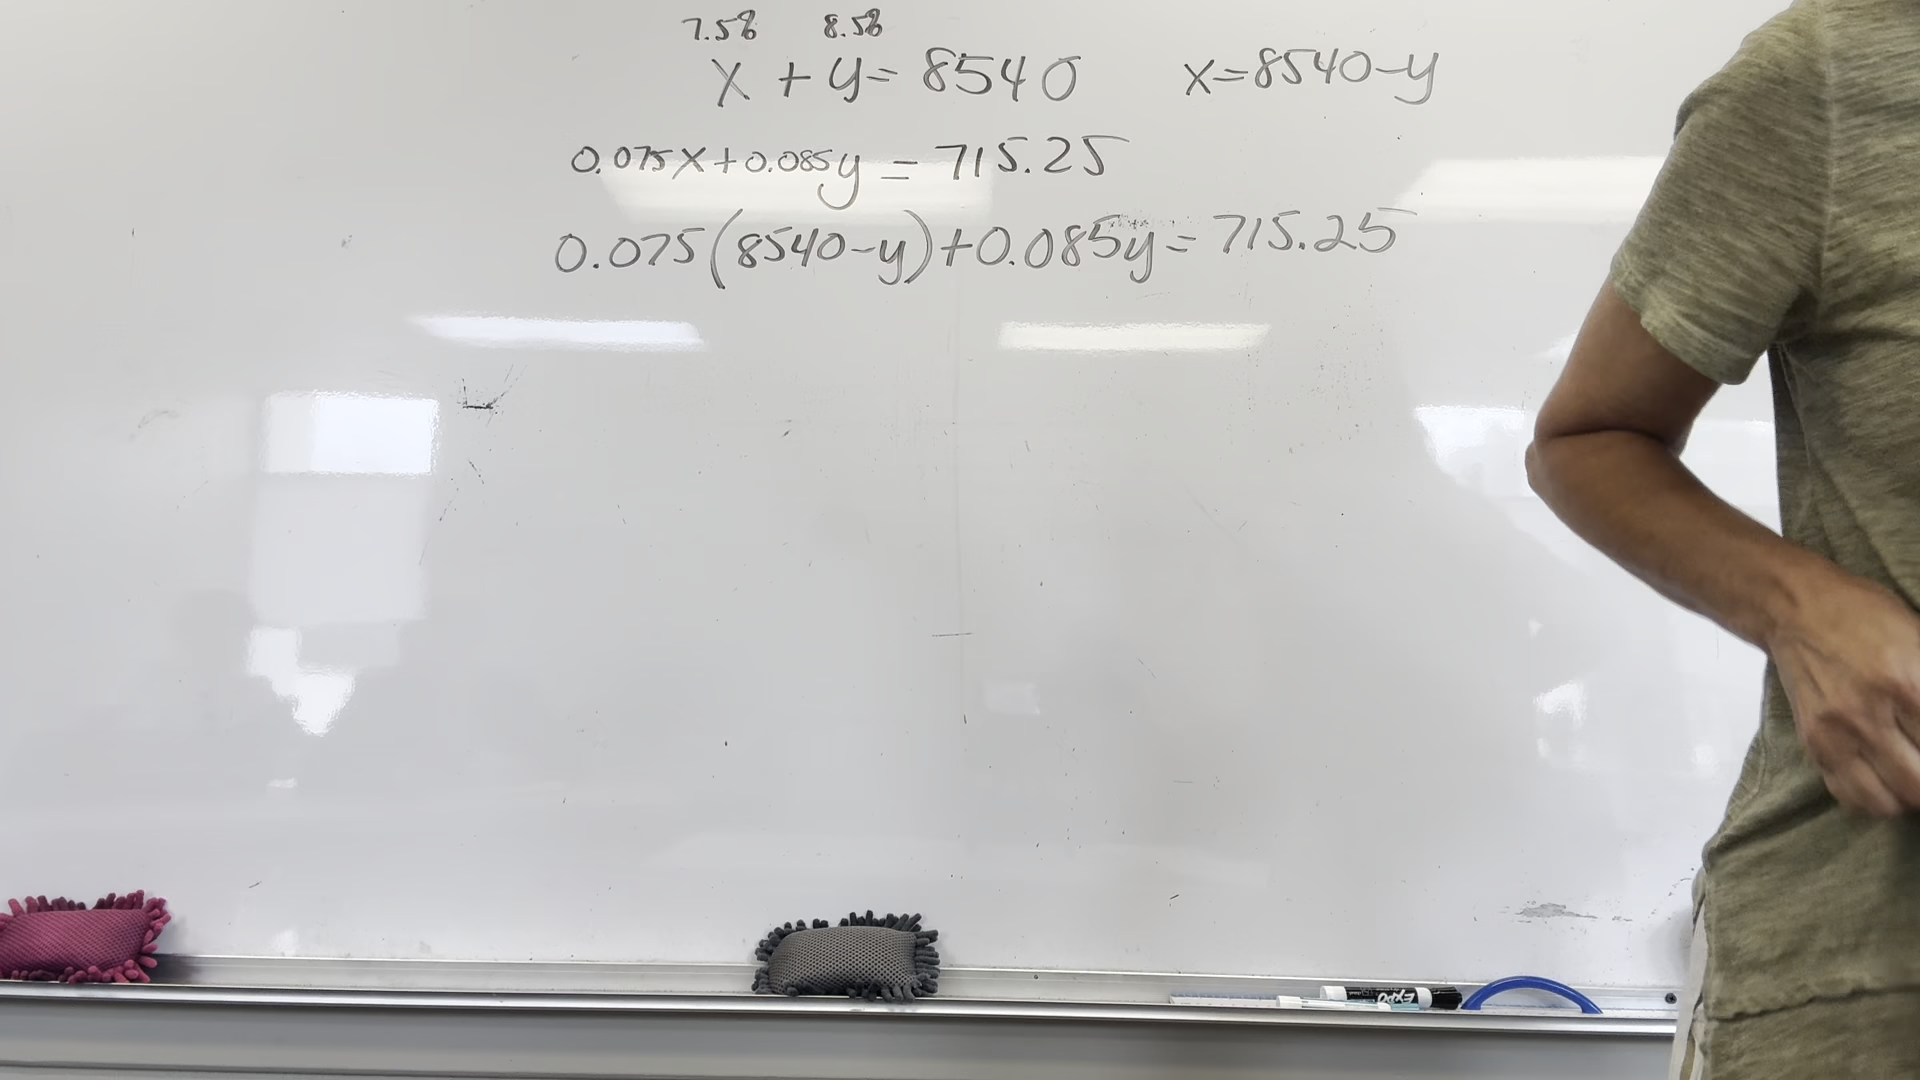 7.5% 8.5%
x + y = 8540 x=8540-y
0.075x+0.085y = 715.25
0.075(8540-y)+0.085y = 715.25
EXPO